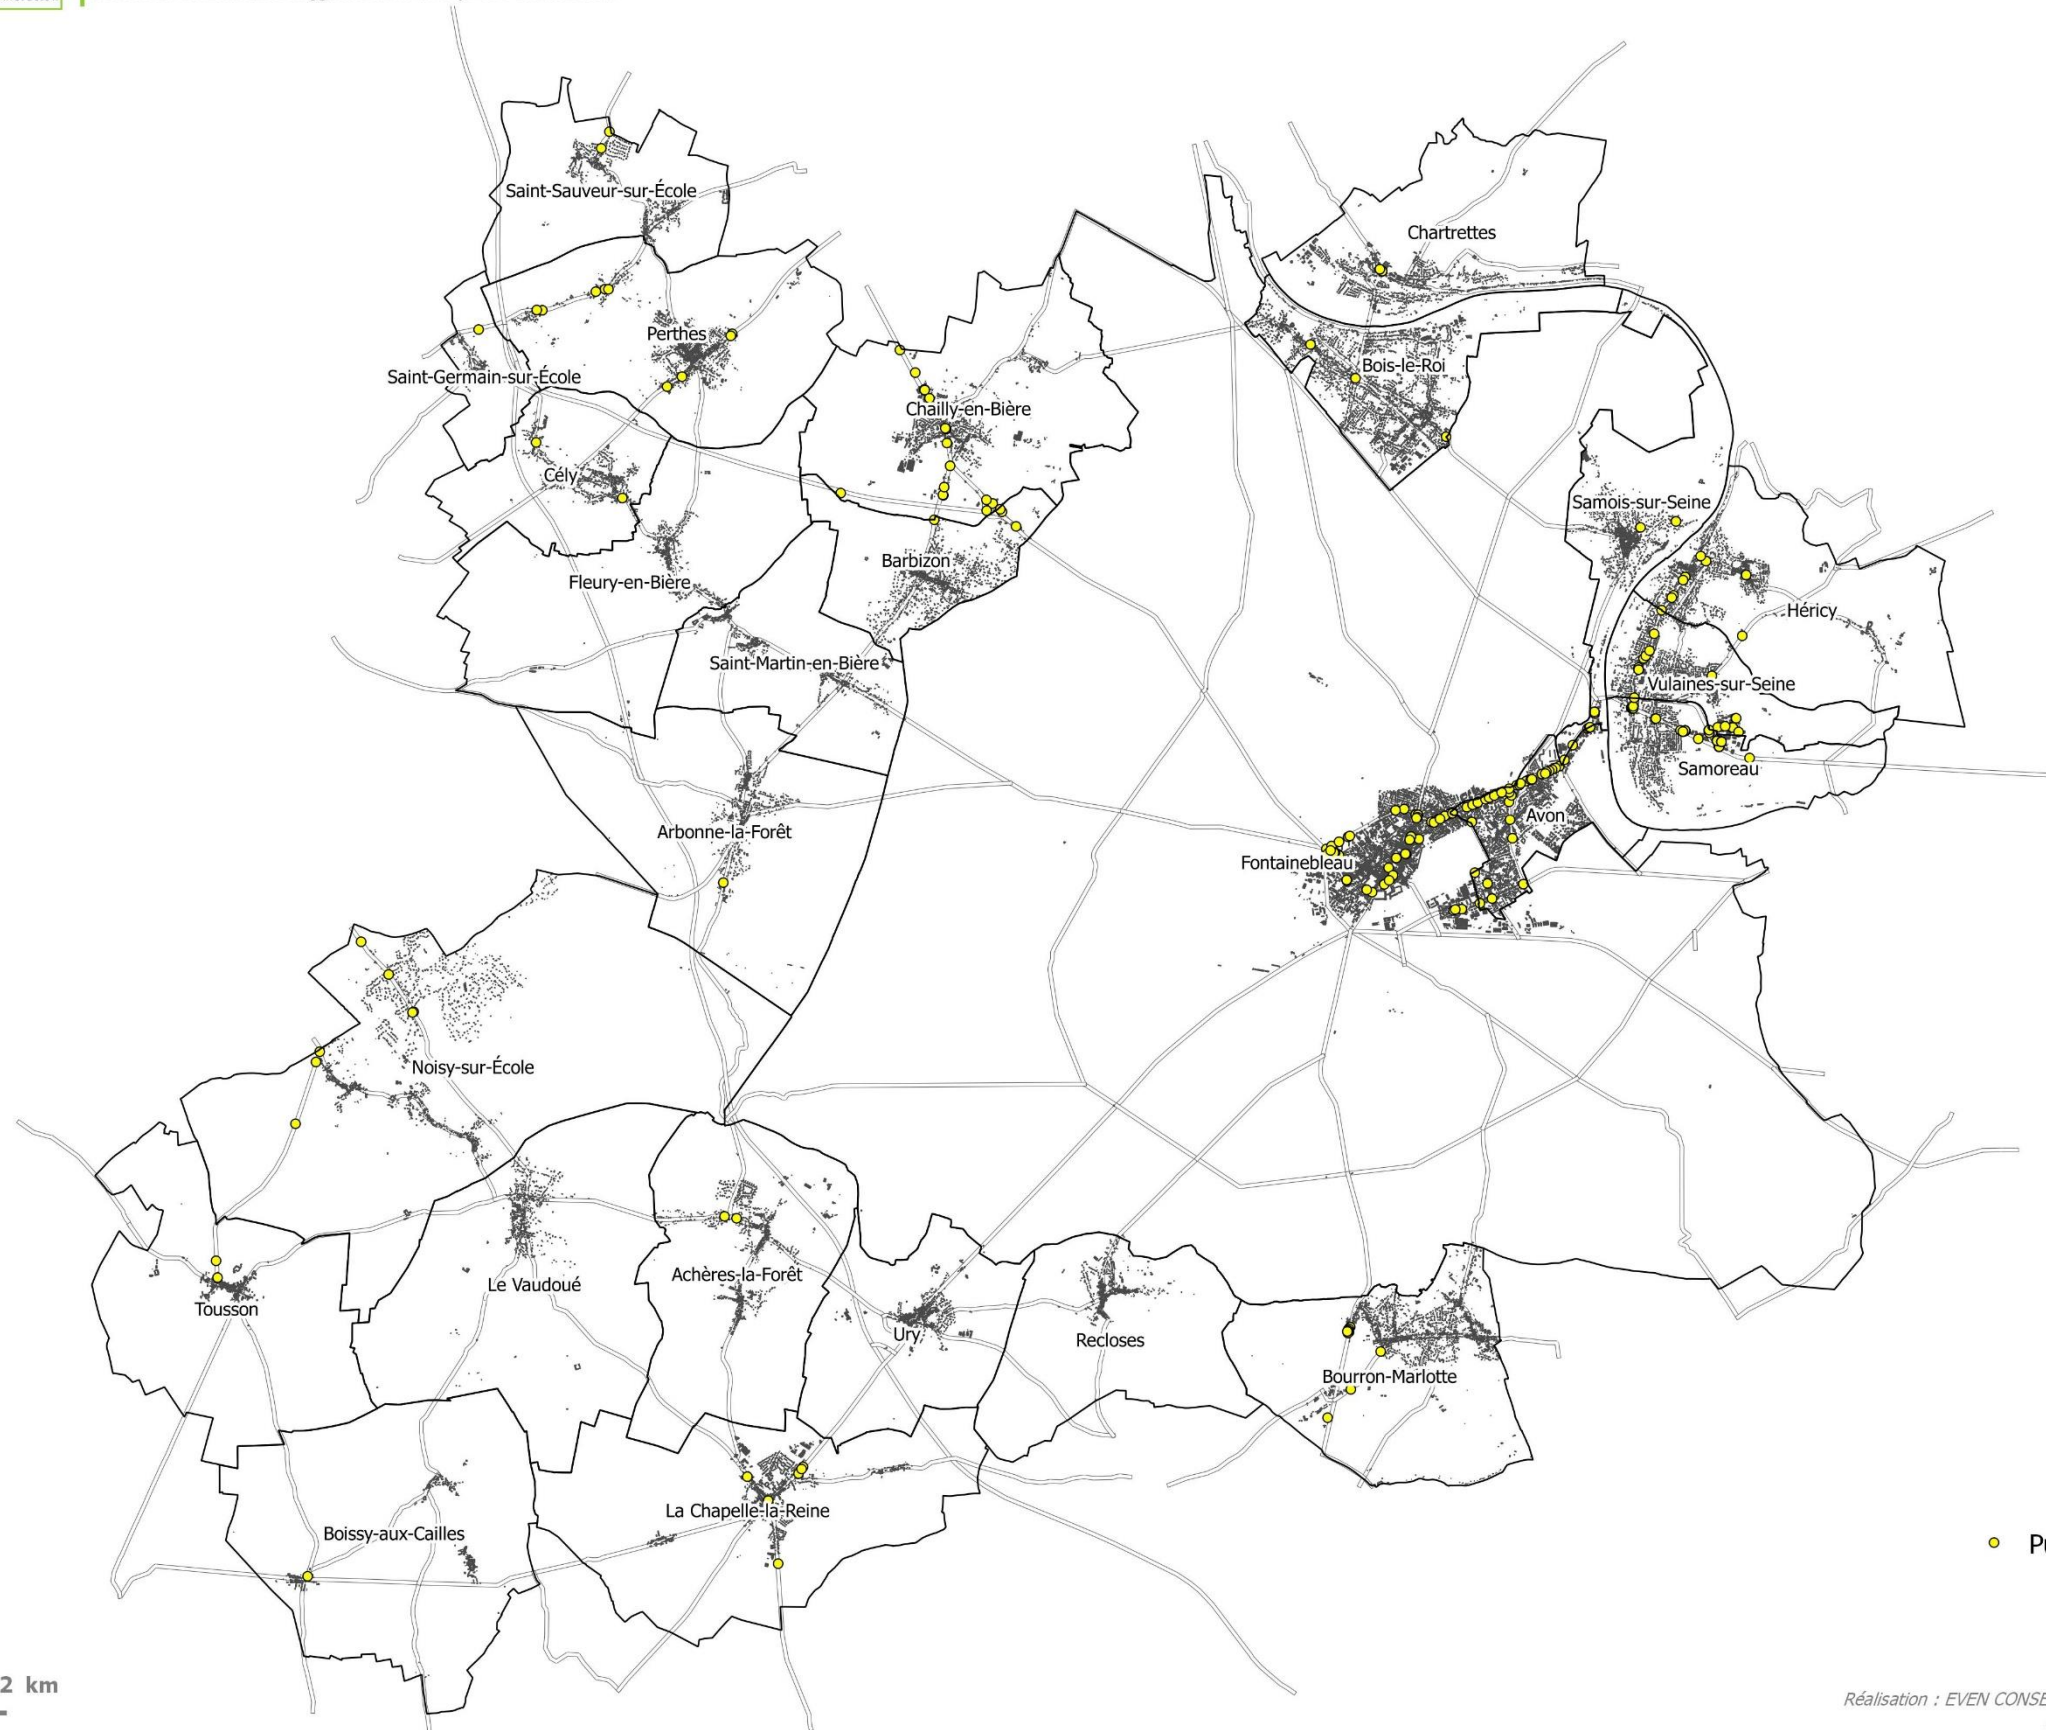 Saint-Sauveur-sur-École
Chartrettes
Perthes
Bois-le-Roi
Saint-Germain-sur-École
Chailly-en-Bière
Cély
Samois-sur-Seine
Barbizon
Fleury-en-Bière
Héricy
Saint-Martin-en-Bière
Vulaines-sur-Seine
Samoreau
Avon
Arbonne-la-Forêt
Fontainebleau
Noisy-sur-École
Achères-la-Forêt
Le Vaudoué
Tousson
Ury
Recloses
Bourron-Marlotte
La Chapelle-la-Reine
Boissy-aux-Cailles
2 km
Réalisation : EVEN CONSE